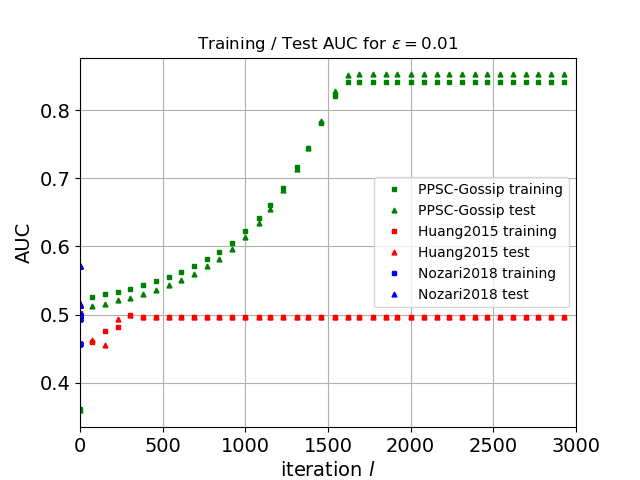 Training / Test AUC for ε = 0.01
AUC
0.8
0.7
0.6
0.5
0.4
PPSC-Gossip training
PPSC-Gossip test
Huang2015 training
Huang2015 test
Nozari2018 training
Nozari2018 test
0 500 1000 1500 2000 2500 3000
iteration l